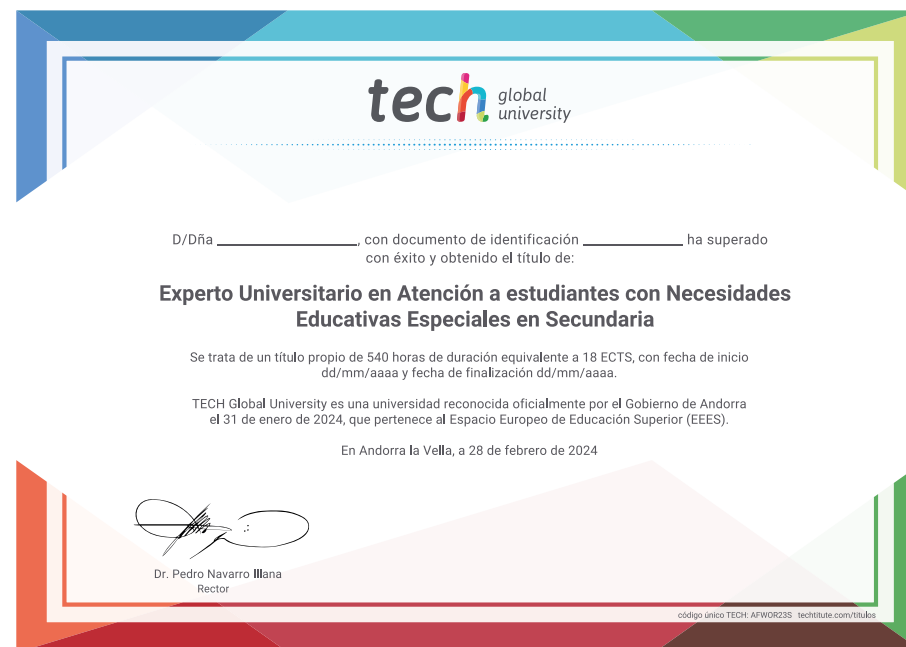 tech global university
D/Dña ____________, con documento de identificación ____________ ha superado
con éxito y obtenido el título de:
Experto Universitario en Atención a estudiantes con Necesidades
Educativas Especiales en Secundaria
Se trata de un título propio de 540 horas de duración equivalente a 18 ECTS, con fecha de inicio
dd/mm/aaaa y fecha de finalización dd/mm/aaaa.
TECH Global University es una universidad reconocida oficialmente por el Gobierno de Andorra
el 31 de enero de 2024, que pertenece al Espacio Europeo de Educación Superior (EEES).
En Andorra la Vella, a 28 de febrero de 2024
Dr. Pedro Navarro Illana
Rector
código único TECH: AFWOR23S techtitute.com/titulos